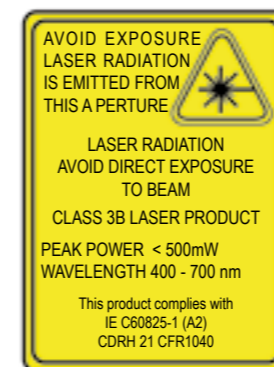 AVOID EXPOSURE
LASER RADIATION
IS EMITTED FROM
THIS A PERTURE
LASER RADIATION
AVOID DIRECT EXPOSURE
TO BEAM
CLASS 3B LASER PRODUCT
PEAK POWER < 500mW
WAVELENGTH 400 - 700 nm
This product complies with
IE C60825-1 (A2)
CDRH 21 CFR1040